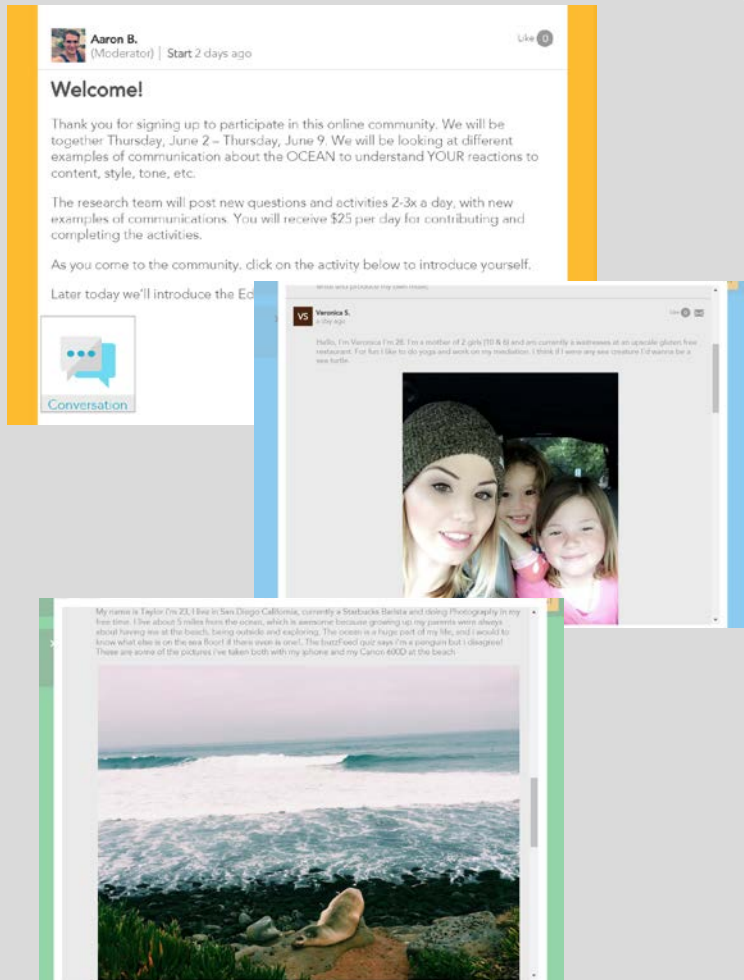 Aaron B.
(Moderator) | Start 2 days ago
Like 0
Welcome!
Thank you for signing up to participate in this online community. We will be
together Thursday, June 2 – Thursday, June 9. We will be looking at different
examples of communication about the OCEAN to understand YOUR reactions to
content, style, tone, etc.
The research team will post new questions and activities 2-3x a day, with new
examples of communications. You will receive $25 per day for contributing and
completing the activities.
As you come to the community, click on the activity below to introduce yourself.
Later today we'll introduce the Ed
Conversation
write and produce my own music
VS
Veronica S.
a day ago
Like 0
Hello, I'm Veronica I'm 28. I'm a mother of 2 girls (10 & 6) and am currently a waitress at an upscale gluten free
restaurant. For fun I like to do yoga and work on my mediation. I think if I were any sea creature I'd wanna be a
sea turtle.
My name is Taylor I'm 23, I live in San Diego California, currently a Starbucks Barista and doing Photography in my
free time. I live about 5 miles from the ocean, which is awesome because growing up, my parents were always
about having me at the beach, being outside and exploring. The ocean is a huge part of my life, and i would to
know what else is on the sea floor! if there even is one!.. The buzzFeed quiz says I'm a penguin but i disagree!
These are some of the pictures i've taken both with my iphone and my Canon 600D at the beach